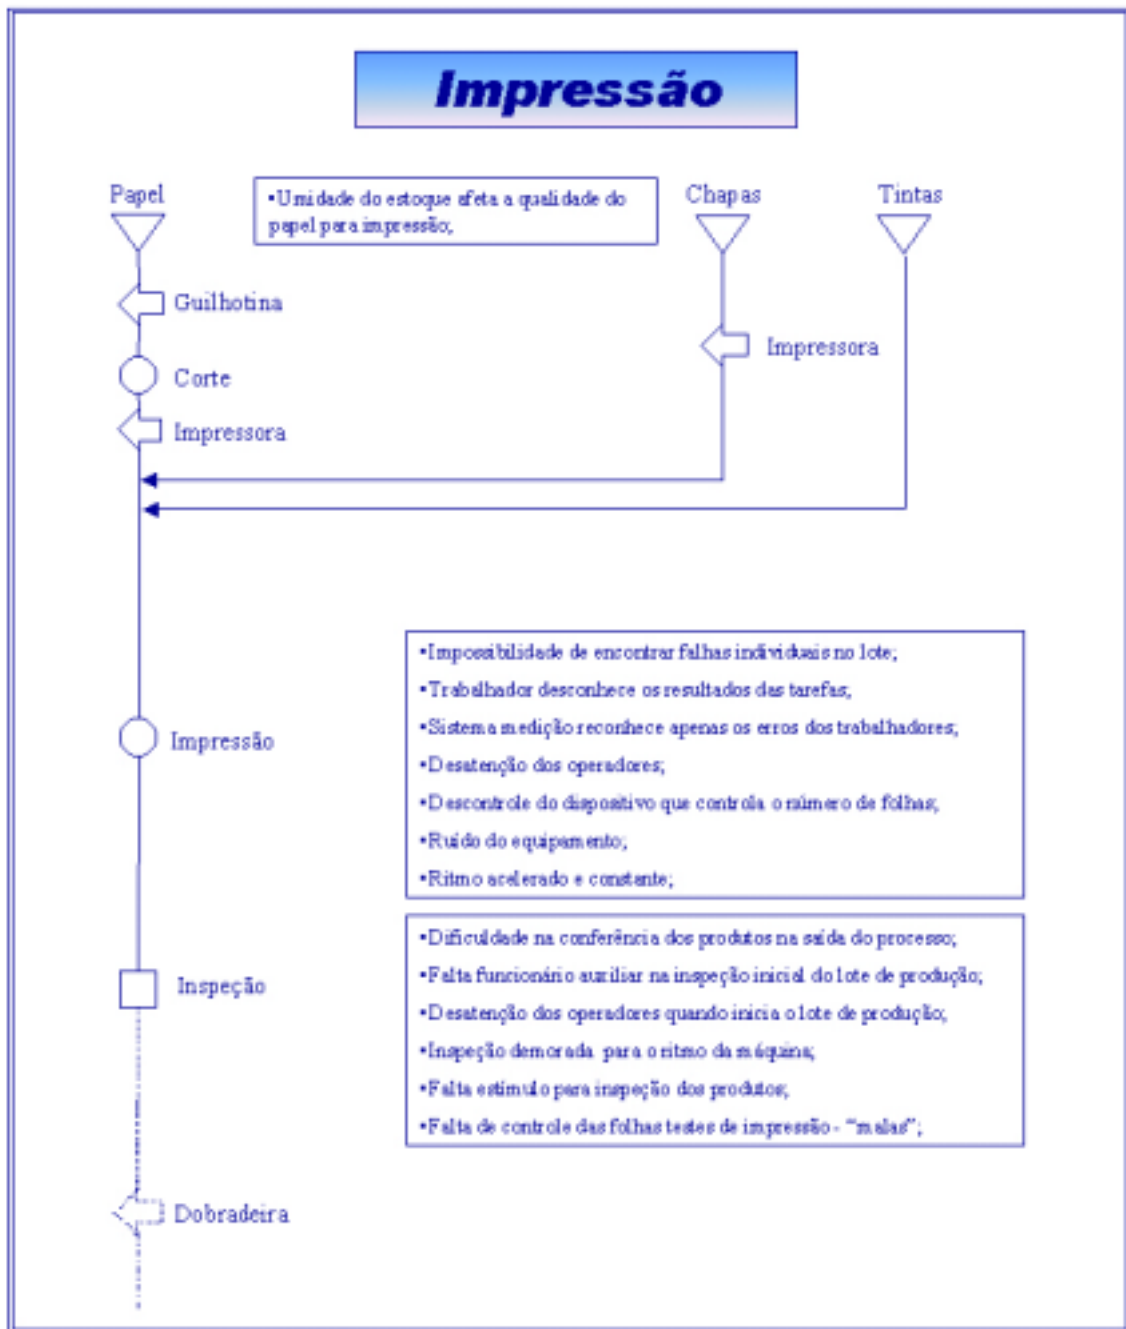 Impressão
Papel
•Umidade do estoque afeta a qualidade do
papel para impressão;
Chapas
Tintas
Guilhotina
Impressora
Corte
Impressora
•Impossibilidade de encontrar falhas individuais no lote;
•Trabalhador desconhece os resultados das tarefas;
•Sistema medição reconhece apenas os erros dos trabalhadores;
•Desatenção dos operadores;
•Descontrole do dispositivo que controla o número de folhas;
•Ruído do equipamento;
•Ritmo acelerado e constante;
Impressão
•Dificuldade na conferência dos produtos na saída do processo;
•Falta funcionário auxiliar na inspeção inicial do lote de produção;
•Desatenção dos operadores quando inicia o lote de produção;
•Inspeção demorada para o ritmo da máquina;
•Falta estímulo para inspeção dos produtos;
•Falta de controle das folhas testes de impressão - “malas”;
Inspeção
Dobradeira